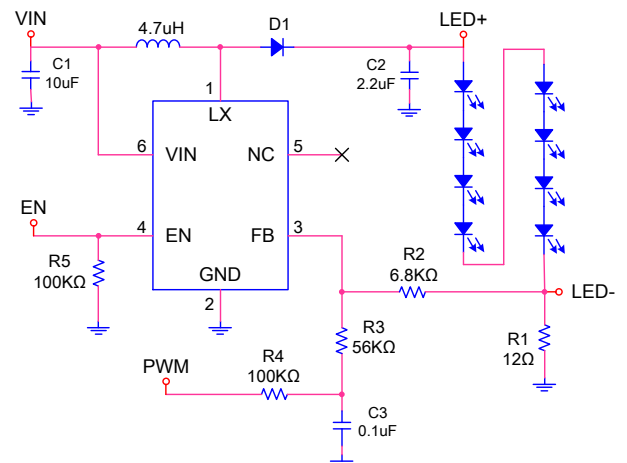 VIN
4.7uH
D1
LED+
C1
10uF
C2
2.2uF
1
LX
6
VIN
NC
5
EN
4
EN
FB
3
R5
100KΩ
GND
2
R2
6.8KΩ
LED-
R3
56KΩ
R1
12Ω
PWM
R4
100KΩ
C3
0.1uF